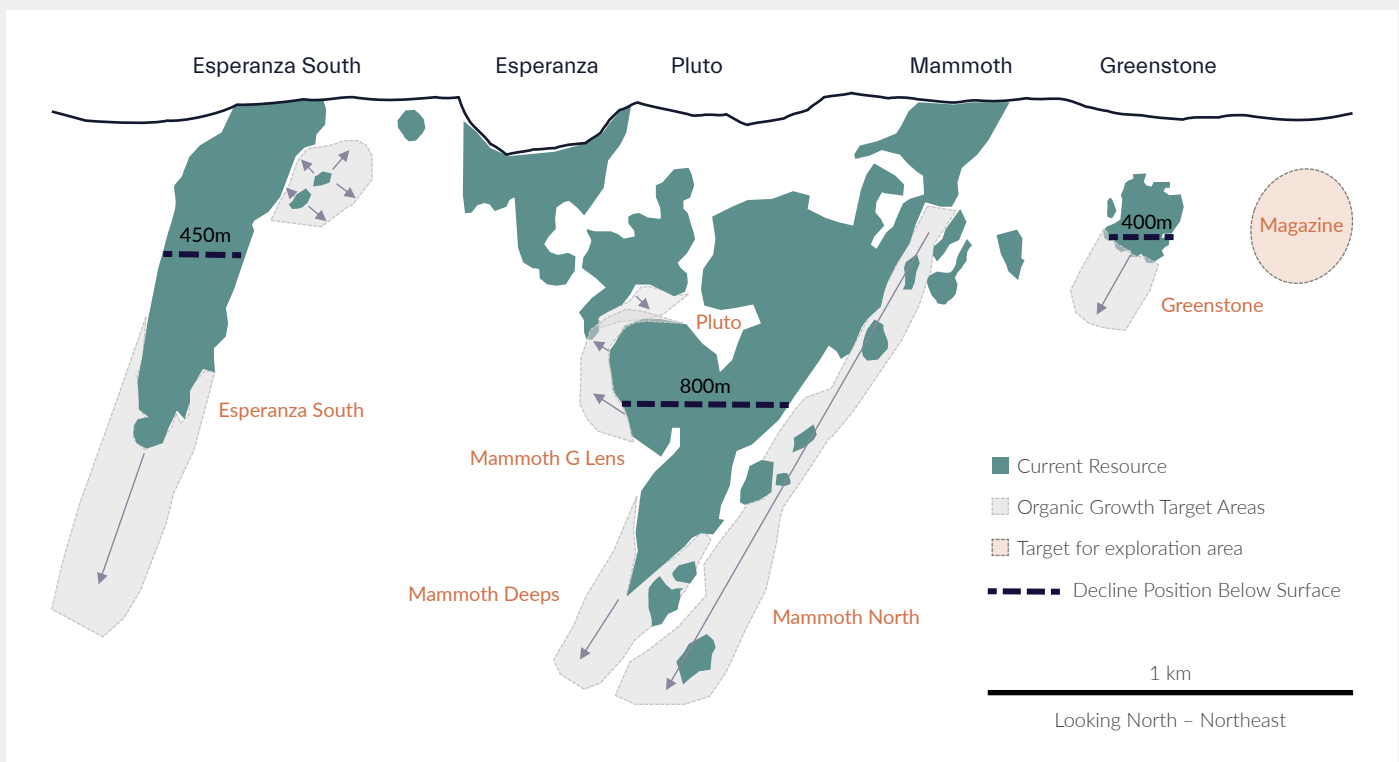 Esperanza South
Esperanza
Pluto
Mammoth
Greenstone
450m
400m
Magazine
Greenstone
Pluto
800m
Esperanza South
Mammoth G Lens
Current Resource
Organic Growth Target Areas
Target for exploration area
Decline Position Below Surface
Mammoth Deeps
Mammoth North
1 km
Looking North – Northeast